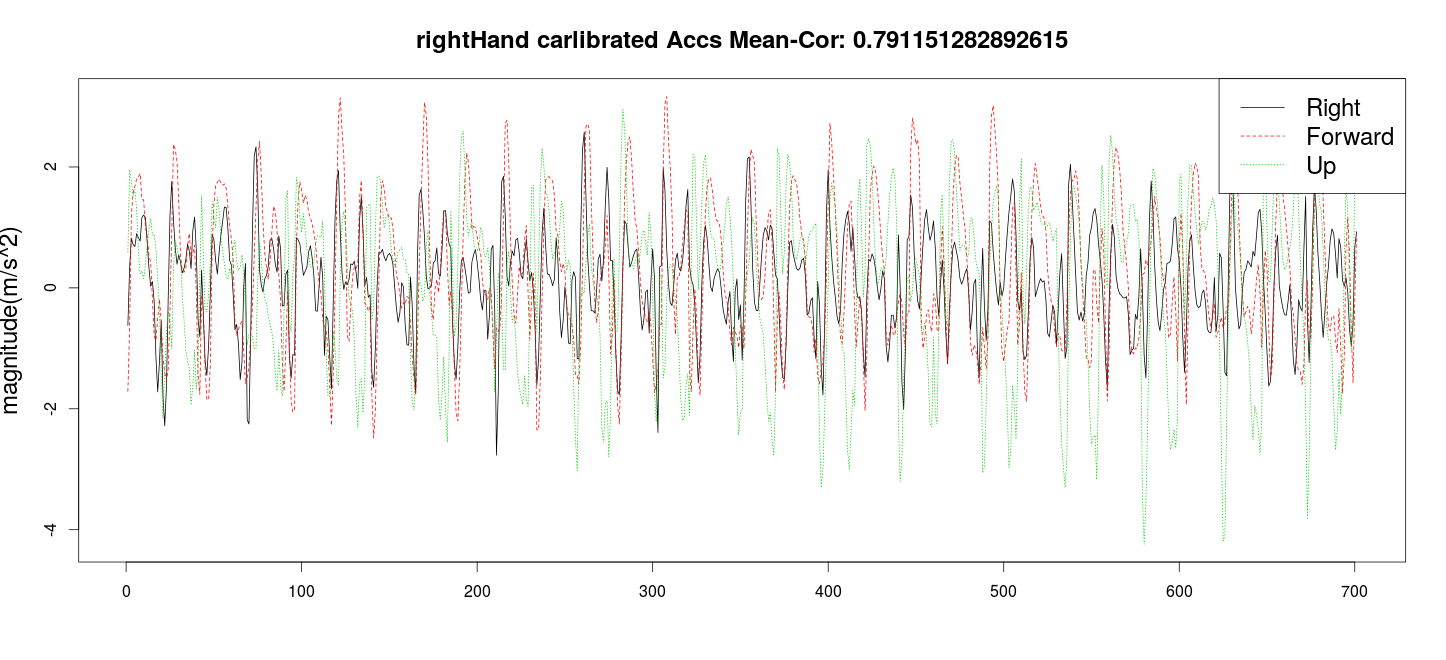 rightHand carlibrated Accs Mean-Cor: 0.791151282892615
magnitude(m/s^2)
2
0
-2
-4
Right
Forward
Up
0 100 200 300 400 500 600 700